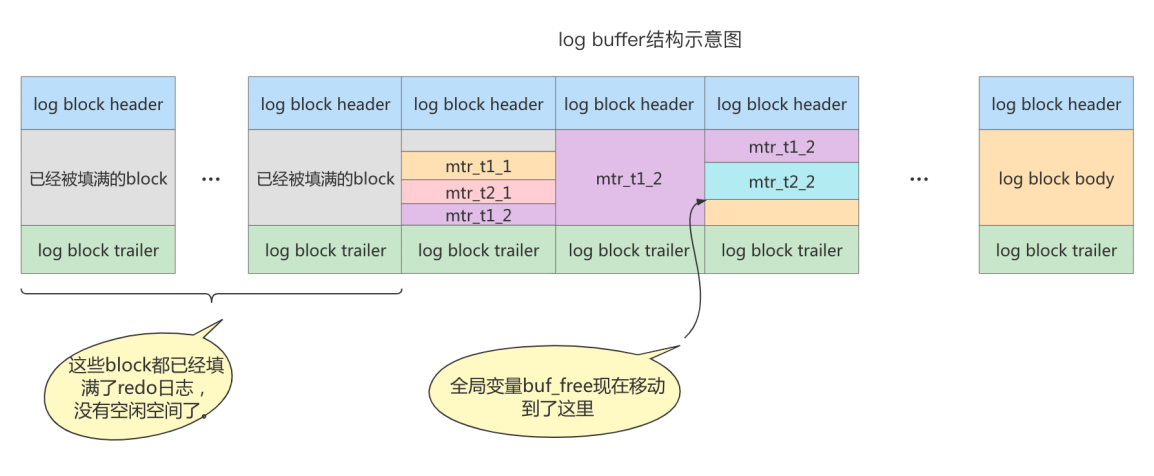 log buffer结构示意图
log block header
log block header
log block header
log block header
log block header
log block header
已经被填满的block
...
已经被填满的block
mtr_t1_1
mtr_t2_1
mtr_t1_2
mtr_t1_2
mtr_t1_2
mtr_t2_2
...
log block body
log block trailer
log block trailer
log block trailer
log block trailer
log block trailer
log block trailer
这些block都已经填
满了redo日志，
没有空闲空间了。
全局变量buf_free现在移动
到了这里